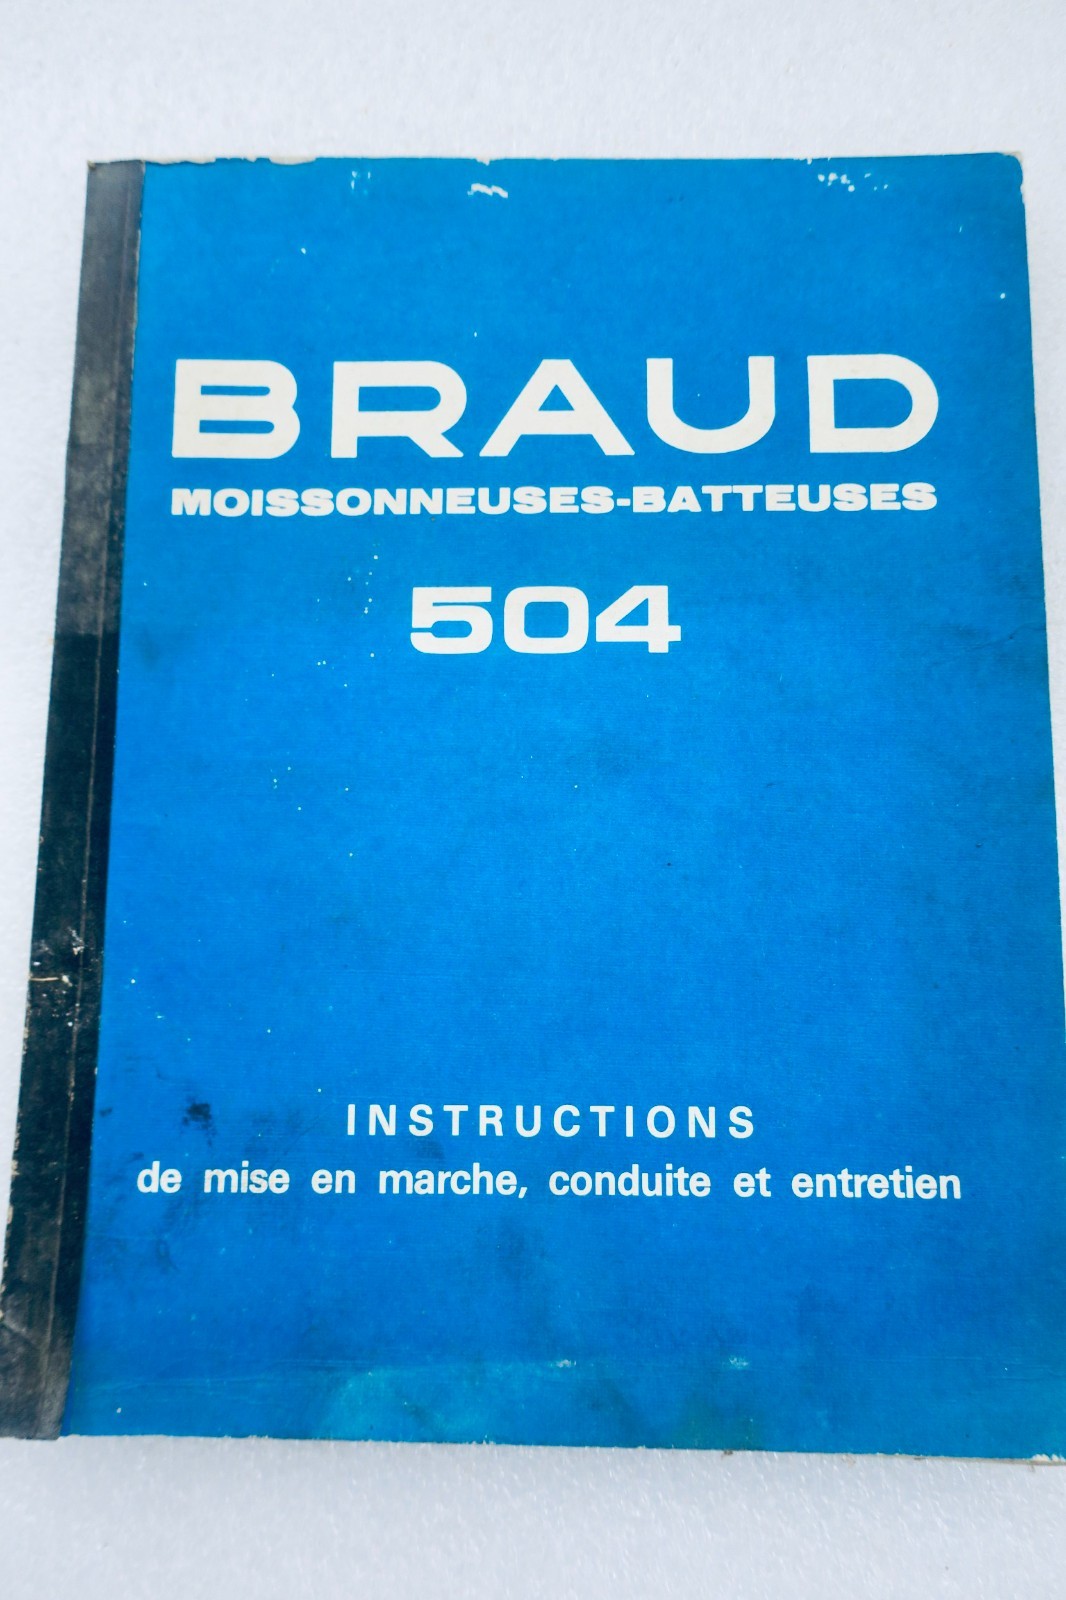 BRAUD
MOISSONNEUSES-BATTEUSES
504
INSTRUCTIONS
de mise en marche, conduite et entretien